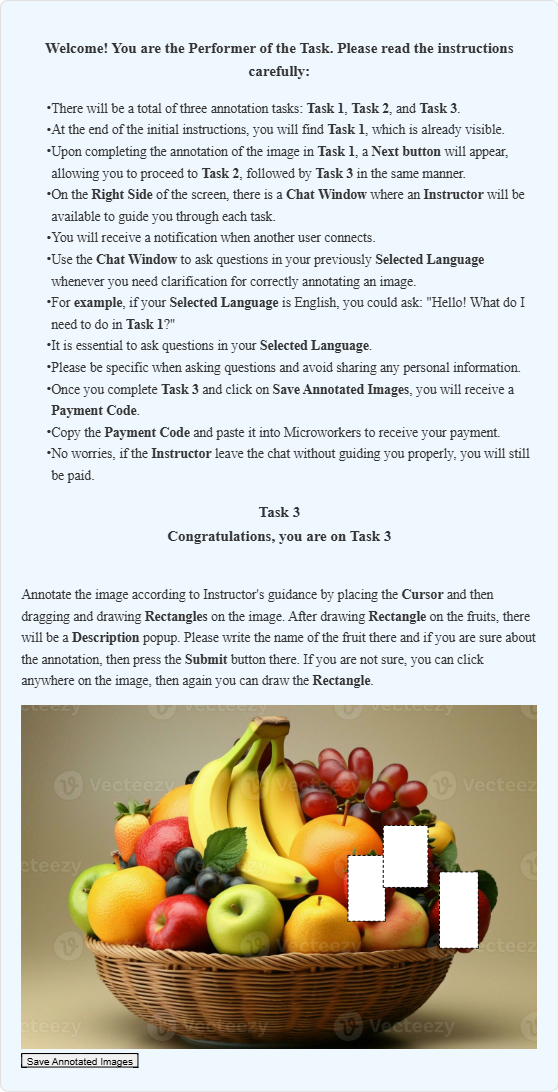 Welcome! You are the Performer of the Task. Please read the instructions
carefully:
•There will be a total of three annotation tasks: Task 1, Task 2, and Task 3.
•At the end of the initial instructions, you will find Task 1, which is already visible.
•Upon completing the annotation of the image in Task 1, a Next button will appear,
allowing you to proceed to Task 2, followed by Task 3 in the same manner.
•On the Right Side of the screen, there is a Chat Window where an Instructor will be
available to guide you through each task.
•You will receive a notification when another user connects.
•Use the Chat Window to ask questions in your previously Selected Language
whenever you need clarification for correctly annotating an image.
•For example, if your Selected Language is English, you could ask: "Hello! What do I
need to do in Task 1?"
•It is essential to ask questions in your Selected Language.
•Please be specific when asking questions and avoid sharing any personal information.
•Once you complete Task 3 and click on Save Annotated Images, you will receive a
Payment Code.
•Copy the Payment Code and paste it into Microworkers to receive your payment.
•No worries, if the Instructor leave the chat without guiding you properly, you will still
be paid.
Task 3
Congratulations, you are on Task 3
Annotate the image according to Instructor's guidance by placing the Cursor and then
dragging and drawing Rectangles on the image. After drawing Rectangle on the fruits, there
will be a Description popup. Please write the name of the fruit there and if you are sure about
the annotation, then press the Submit button there. If you are not sure, you can click
anywhere on the image, then again you can draw the Rectangle.
Vecteezy
Save Annotated Images